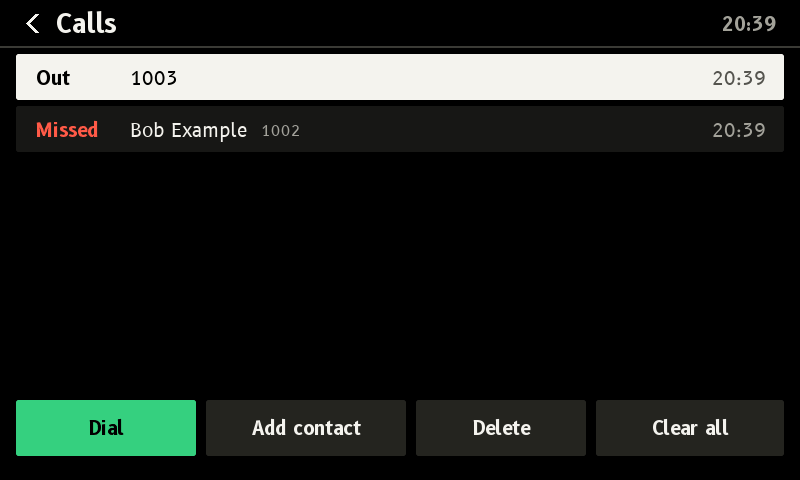 Calls 20:39
Out 1003 20:39
Missed Bob Example 1002 20:39
Dial Add contact Delete Clear all